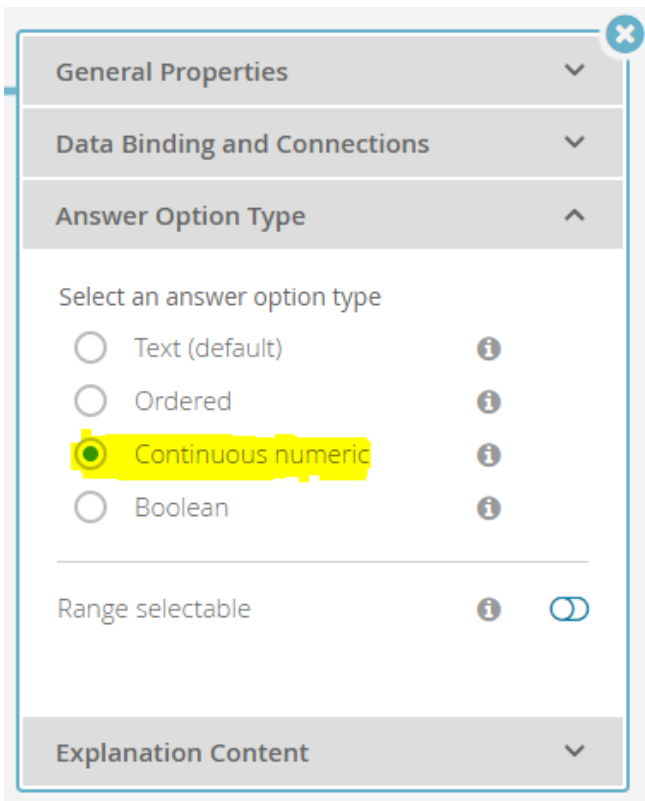 General Properties
Data Binding and Connections
Answer Option Type
Select an answer option type
Text (default)
Ordered
Continuous numeric
Boolean
Range selectable
Explanation Content